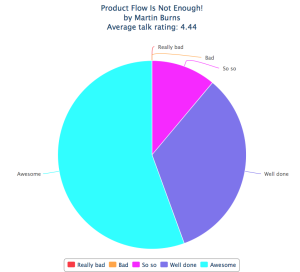 Product Flow Is Not Enough!
by Martin Burns
Average talk rating: 4.44
Really bad
Bad
So so
Awesome
Well done
Really bad Bad So so Well done Awesome